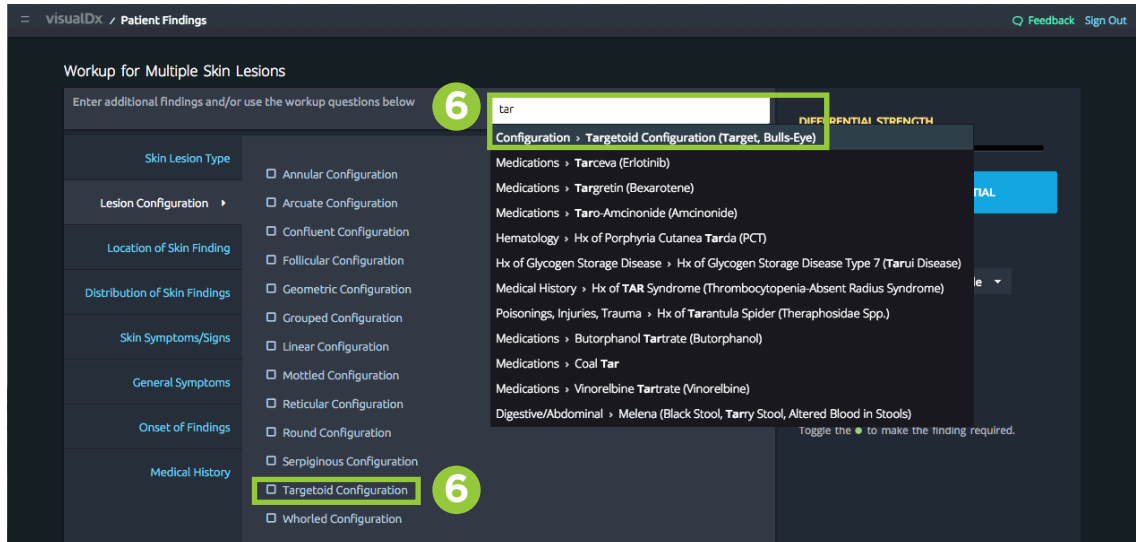 visualDx / Patient Findings
Feedback Sign Out
Workup for Multiple Skin Lesions
Enter additional findings and/or use the workup questions below
6
tar
DIFFERENTIAL STRENGTH
Configuration › Targetoid Configuration (Target, Bulls-Eye)
Medications › Tarceva (Erlotinib)
Medications › Targretin (Bexarotene)
Medications › Taro-Amcinonide (Amcinonide)
Hematology › Hx of Porphyria Cutanea Tarda (PCT)
Hx of Glycogen Storage Disease › Hx of Glycogen Storage Disease Type 7 (Tarui Disease)
Medical History › Hx of TAR Syndrome (Thrombocytopenia-Absent Radius Syndrome)
Poisonings, Injuries, Trauma › Hx of Tarantula Spider (Theraphosidae Spp.)
Medications › Butorphanol Tartrate (Butorphanol)
Medications › Coal Tar
Medications › Vinorelbine Tartrate (Vinorelbine)
Digestive/Abdominal › Melena (Black Stool, Tarry Stool, Altered Blood in Stools)
TIAL
le
Toggle the ● to make the finding required.
Skin Lesion Type
Lesion Configuration
Location of Skin Finding
Distribution of Skin Findings
Skin Symptoms/Signs
General Symptoms
Onset of Findings
Medical History
Annular Configuration
Arcuate Configuration
Confluent Configuration
Follicular Configuration
Geometric Configuration
Grouped Configuration
Linear Configuration
Mottled Configuration
Reticular Configuration
Round Configuration
Serpiginous Configuration
Targetoid Configuration
6
Whorled Configuration